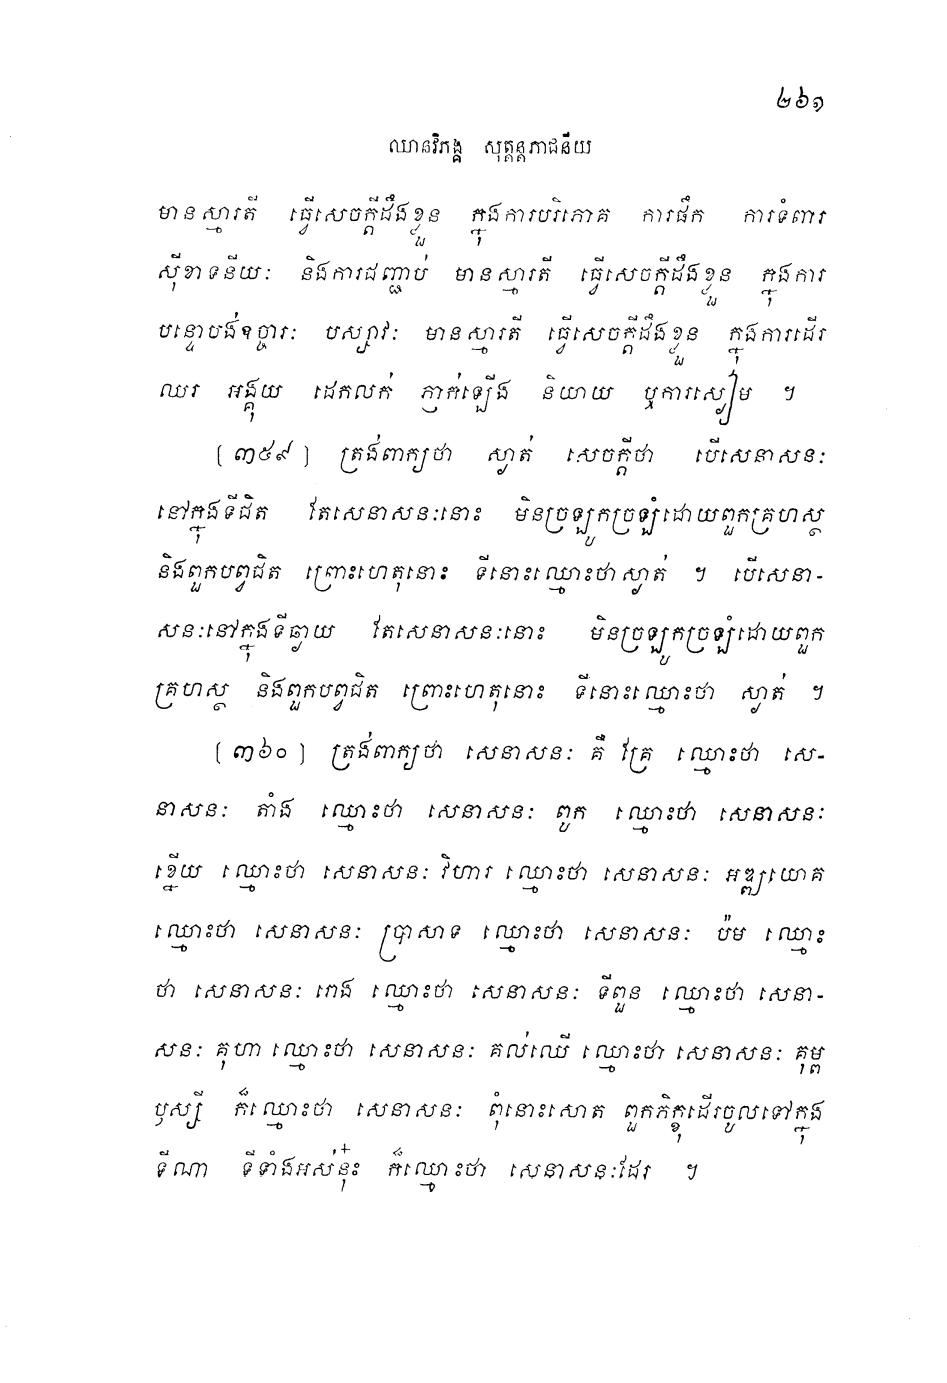 ២៦១
ឈានវិភង្គ សុត្តន្តភាជនីយ
មានស្មារតី ធ្វើសេចក្តីដឹងខ្លួន ក្នុងការបរិភោគ ការផឹក ការទំពារ
ស៊ីខាទនីយៈ និងការជញ្ជាប់ មានស្មារតី ធ្វើសេចក្តីដឹងខ្លួន ក្នុងការ
បន្ទោបង់ឧច្ចារៈ បស្សាវៈ មានស្មារតី ធ្វើសេចក្តីដឹងខ្លួន ក្នុងការដើរ
ឈរ អង្គុយ ដេកលក់ ភ្ញាក់ឡើង និយាយ ឬការស្ងៀម ។
[៣៥៩] ត្រង់ពាក្យថា ស្ងាត់ សេចក្តីថា បើសេនាសនៈ
នៅក្នុងទីជិត តែសេនាសនៈនោះ មិនច្រឡូកច្រឡំដោយពួកគ្រហស្ថ
និងពួកបព្វជិត ព្រោះហេតុនោះ ទីនោះឈ្មោះថាស្ងាត់ ។ បើសេនា-
សនៈនៅក្នុងទីឆ្ងាយ តែសេនាសនៈនោះ មិនច្រឡូកច្រឡំដោយពួក
គ្រហស្ថ និងពួកបព្វជិត ព្រោះហេតុនោះ ទីនោះឈ្មោះថា ស្ងាត់ ។
[៣៦០] ត្រង់ពាក្យថា សេនាសនៈ គឺ គ្រែ ឈ្មោះថា សេ-
នាសនៈ តាំង ឈ្មោះថា សេនាសនៈ ពូក ឈ្មោះថា សេនាសនៈ
ខ្នើយ ឈ្មោះថា សេនាសនៈ វិហារ ឈ្មោះថា សេនាសនៈ អឌ្ឍយោគ
ឈ្មោះថា សេនាសនៈ ប្រាសាទ ឈ្មោះថា សេនាសនៈ ប៉ម ឈ្មោះ
ថា សេនាសនៈ រោង ឈ្មោះថា សេនាសនៈ ទីពួន ឈ្មោះថា សេនា-
សនៈ គុហា ឈ្មោះថា សេនាសនៈ គល់ឈើ ឈ្មោះថា សេនាសនៈ គុម្ព
ឫស្សី ក៏ឈ្មោះថា សេនាសនៈ ពុំនោះសោត ពួកភិក្ខុដើរចូលទៅក្នុង
ទីណា ទីទាំងអស់នុ៎ះ ក៏ឈ្មោះថា សេនាសនៈដែរ ។